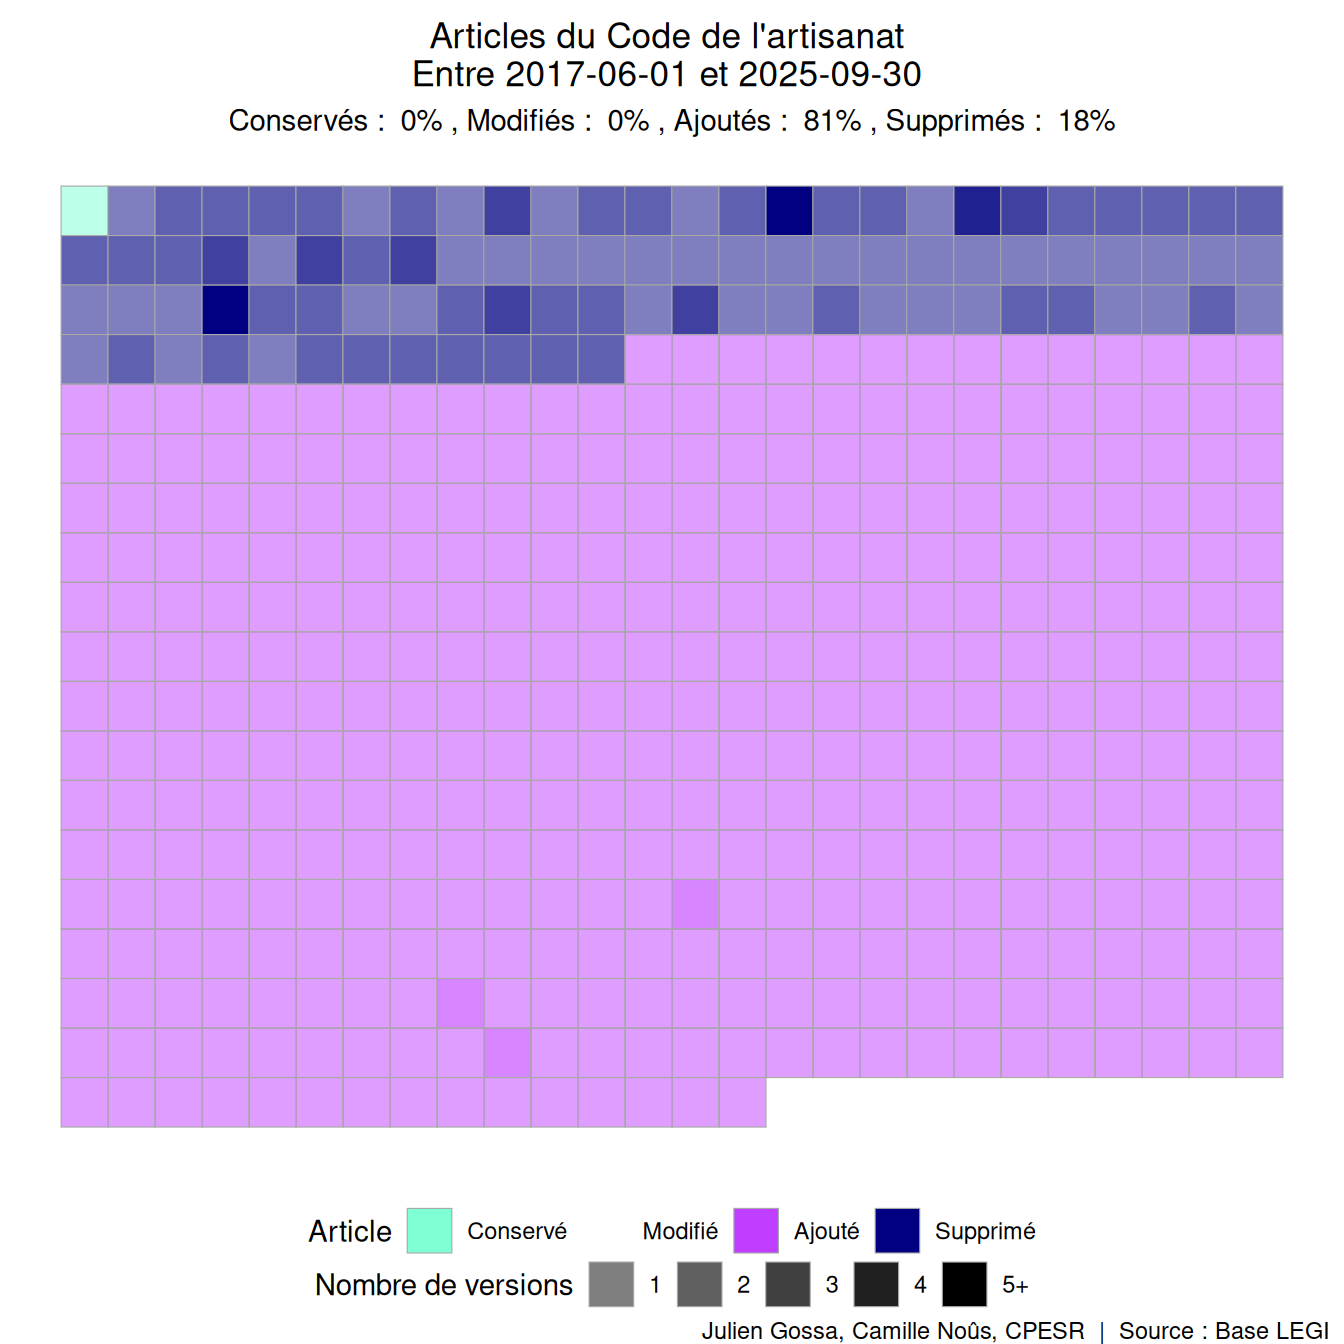 Articles du Code de l'artisanat
Entre 2017-06-01 et 2025-09-30
Conservés :  0% , Modifiés :  0% , Ajoutés :  81% , Supprimés :  18%
Article Conservé Modifié Ajouté Supprimé
Nombre de versions 1 2 3 4 5+
Julien Gossa, Camille Noûs, CPESR | Source : Base LEGI